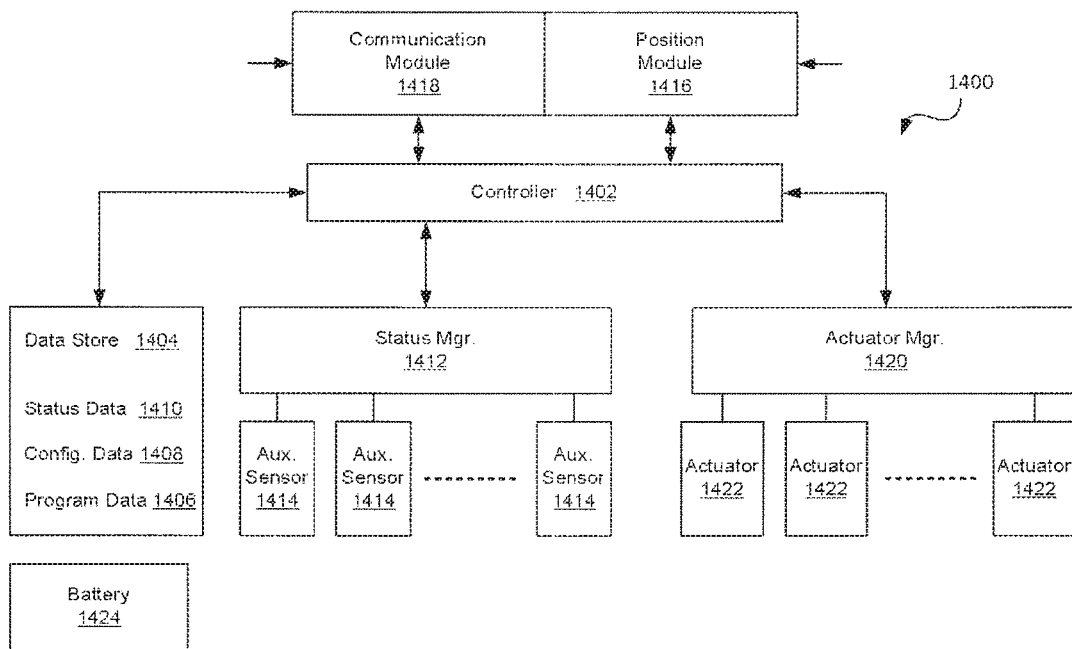 Communication
Module
1418
Position
Module
1416
1400
Controller 1402
Data Store 1404
Status Data 1410
Config. Data 1408
Program Data 1406
Status Mgr.
1412
Actuator Mgr.
1420
Aux.
Sensor
1414
Aux.
Sensor
1414
Aux.
Sensor
1414
Actuator
1422
Actuator
1422
Actuator
1422
Battery
1424